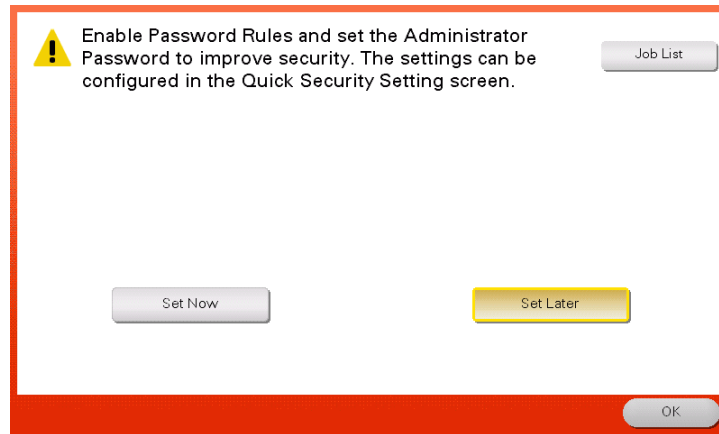 Enable Password Rules and set the Administrator
Password to improve security. The settings can be
configured in the Quick Security Setting screen.
Job List
Set Now
Set Later
OK